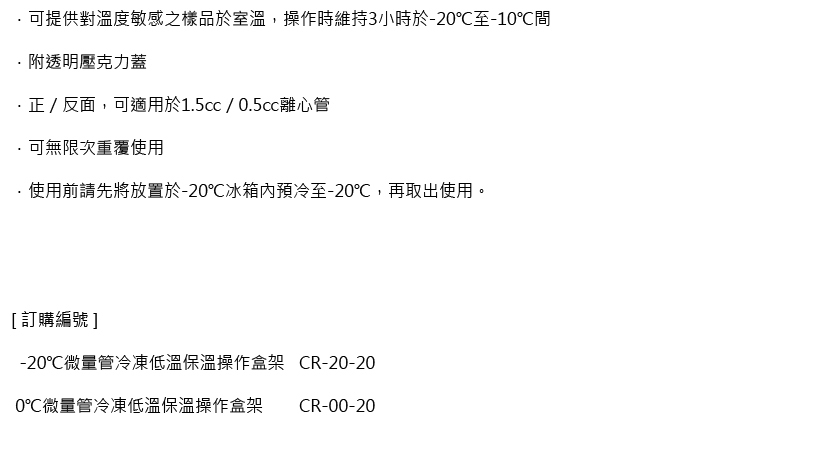 ．可提供對溫度敏感之樣品於室溫，操作時維持3小時於-20℃至-10℃間
．附透明壓克力蓋
．正 / 反面，可適用於1.5cc / 0.5cc離心管
．可無限次重覆使用
．使用前請先將放置於-20℃冰箱內預冷至-20℃，再取出使用。
[ 訂購編號 ]
-20℃微量管冷凍低溫保溫操作盒架 CR-20-20
0℃微量管冷凍低溫保溫操作盒架 CR-00-20